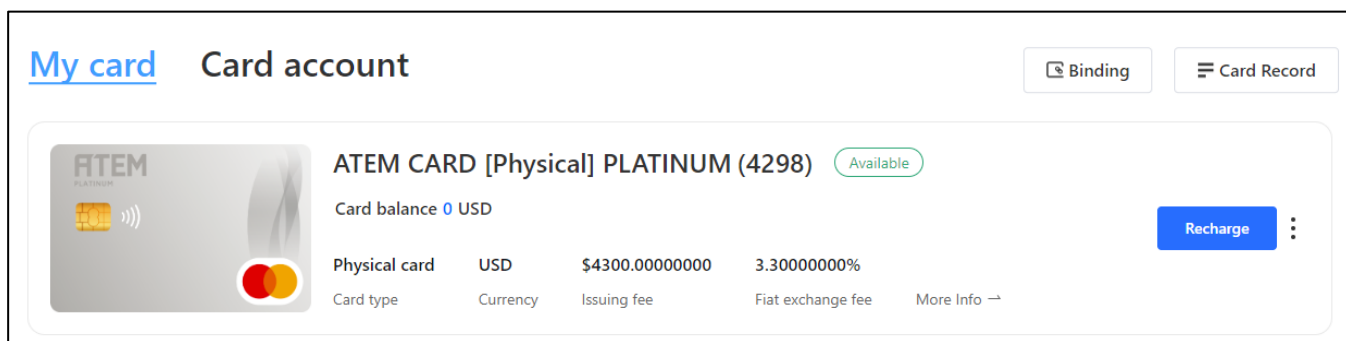 My card Card account Binding Card Record
ATEM
PLATINUM
ATEM CARD [Physical] PLATINUM (4298) Available
Card balance 0 USD
Recharge
Physical card USD $4300.00000000 3.30000000%
Card type Currency Issuing fee Fiat exchange fee More Info →